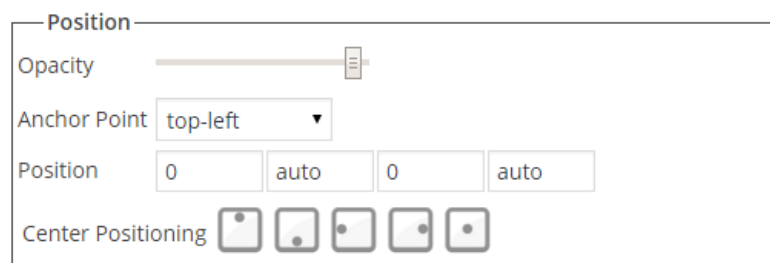 Position
Opacity
Anchor Point top-left
Position 0 auto 0 auto
Center Positioning